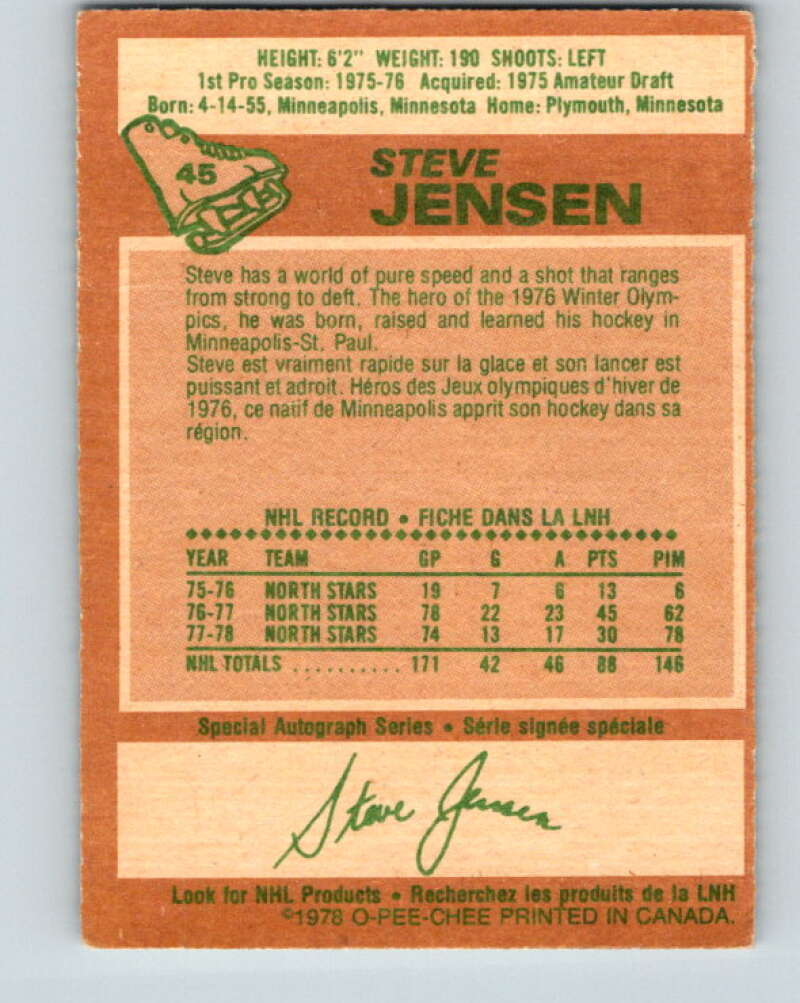 HEIGHT: 6'2" WEIGHT: 190 SHOOTS: LEFT
1st Pro Season: 1975-76 Acquired: 1975 Amateur Draft
Born: 4-14-55, Minneapolis, Minnesota Home: Plymouth, Minnesota
45
STEVE
JENSEN
Steve has a world of pure speed and a shot that ranges
from strong to deft. The hero of the 1976 Winter Olym-
pics, he was born, raised and learned his hockey in
Minneapolis-St. Paul.
Steve est vraiment rapide sur la glace et son lancer est
puissant et adroit. Héros des Jeux olympiques d'hiver de
1976, ce natif de Minneapolis apprit son hockey dans sa
région.
NHL RECORD • FICHE DANS LA LNH
YEAR TEAM GP G A PTS PIM
75-76 NORTH STARS 19 7 6 13 6
76-77 NORTH STARS 78 22 23 45 62
77-78 NORTH STARS 74 13 17 30 78
NHL TOTALS .......... 171 42 46 88 146
Special Autograph Series • Série signée spéciale
Steve Jensen
Look for NHL Products • Recherchez les produits de la LNH
©1978 O-PEE-CHEE PRINTED IN CANADA.